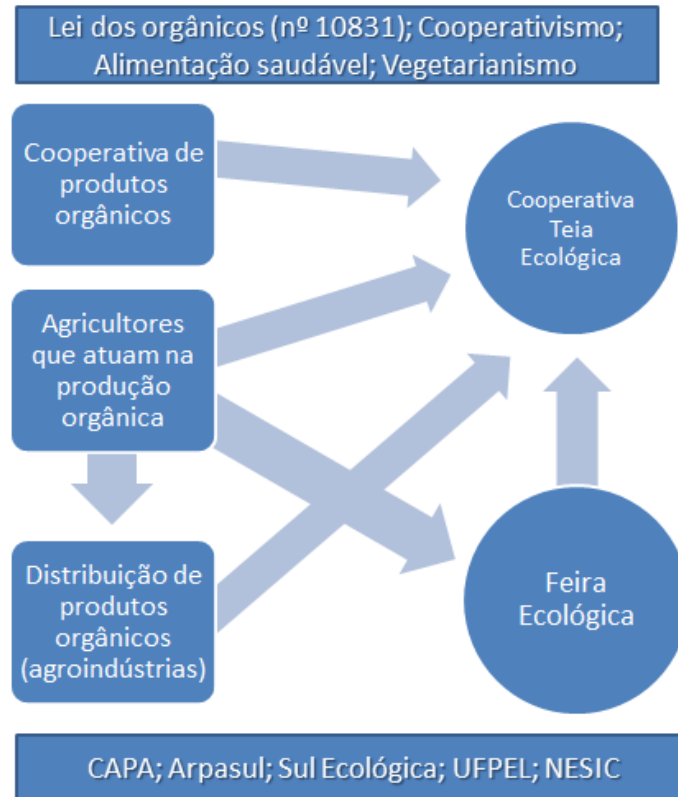 Lei dos orgânicos (nº 10831); Cooperativismo;
Alimentação saudável; Vegetarianismo
Cooperativa de
produtos
orgânicos
Cooperativa
Teia
Ecológica
Agricultores
que atuam na
produção
orgânica
Distribuição de
produtos
orgânicos
(agroindústrias)
Feira
Ecológica
CAPA; Arpasul; Sul Ecológica; UFPEL; NESIC